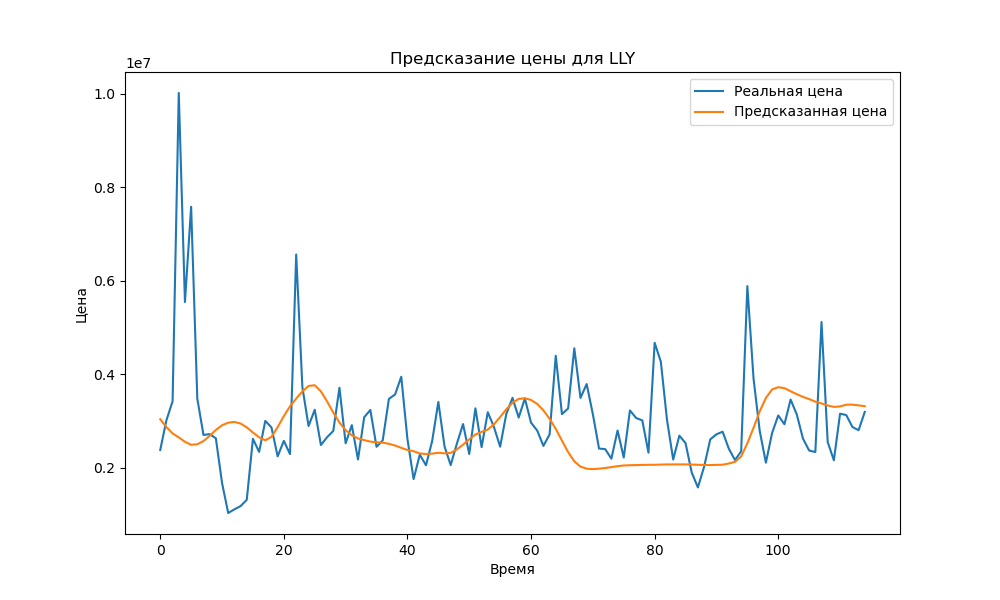 Предсказание цены для LLY
1e7
Реальная цена
Предсказанная цена
1.0
0.8
0.6
0.4
0.2
Цена
0 20 40 60 80 100
Время